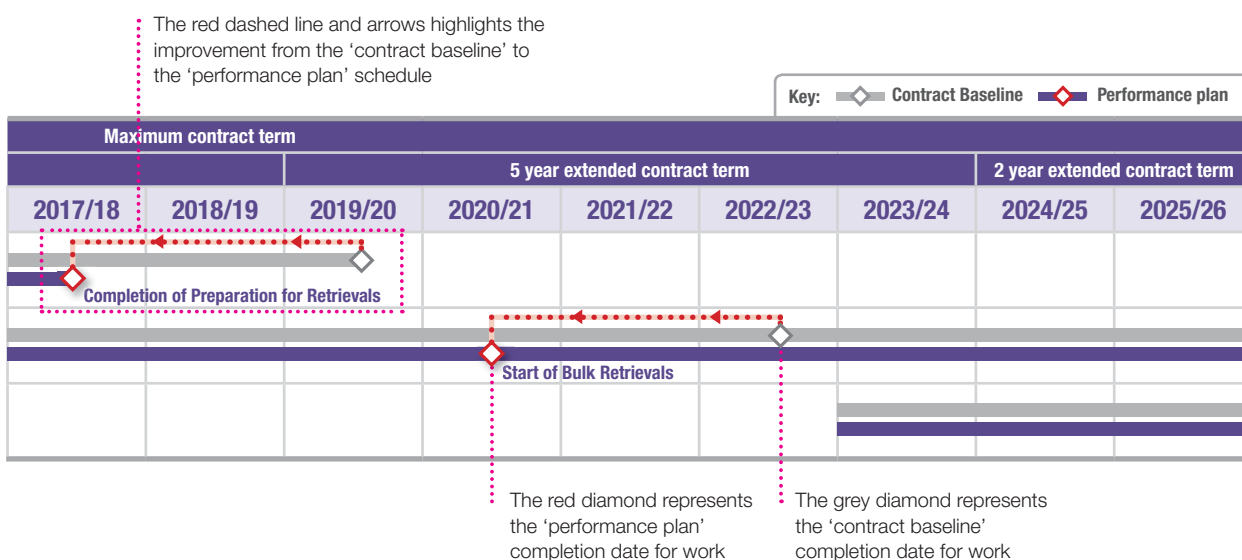 The red dashed line and arrows highlights the
improvement from the ‘contract baseline’ to
the ‘performance plan’ schedule
Key: Contract Baseline Performance plan
Maximum contract term
5 year extended contract term 2 year extended contract term
2017/18 2018/19 2019/20 2020/21 2021/22 2022/23 2023/24 2024/25 2025/26
Completion of Preparation for Retrievals
Start of Bulk Retrievals
The red diamond represents
the ‘performance plan’
completion date for work
The grey diamond represents
the ‘contract baseline’
completion date for work